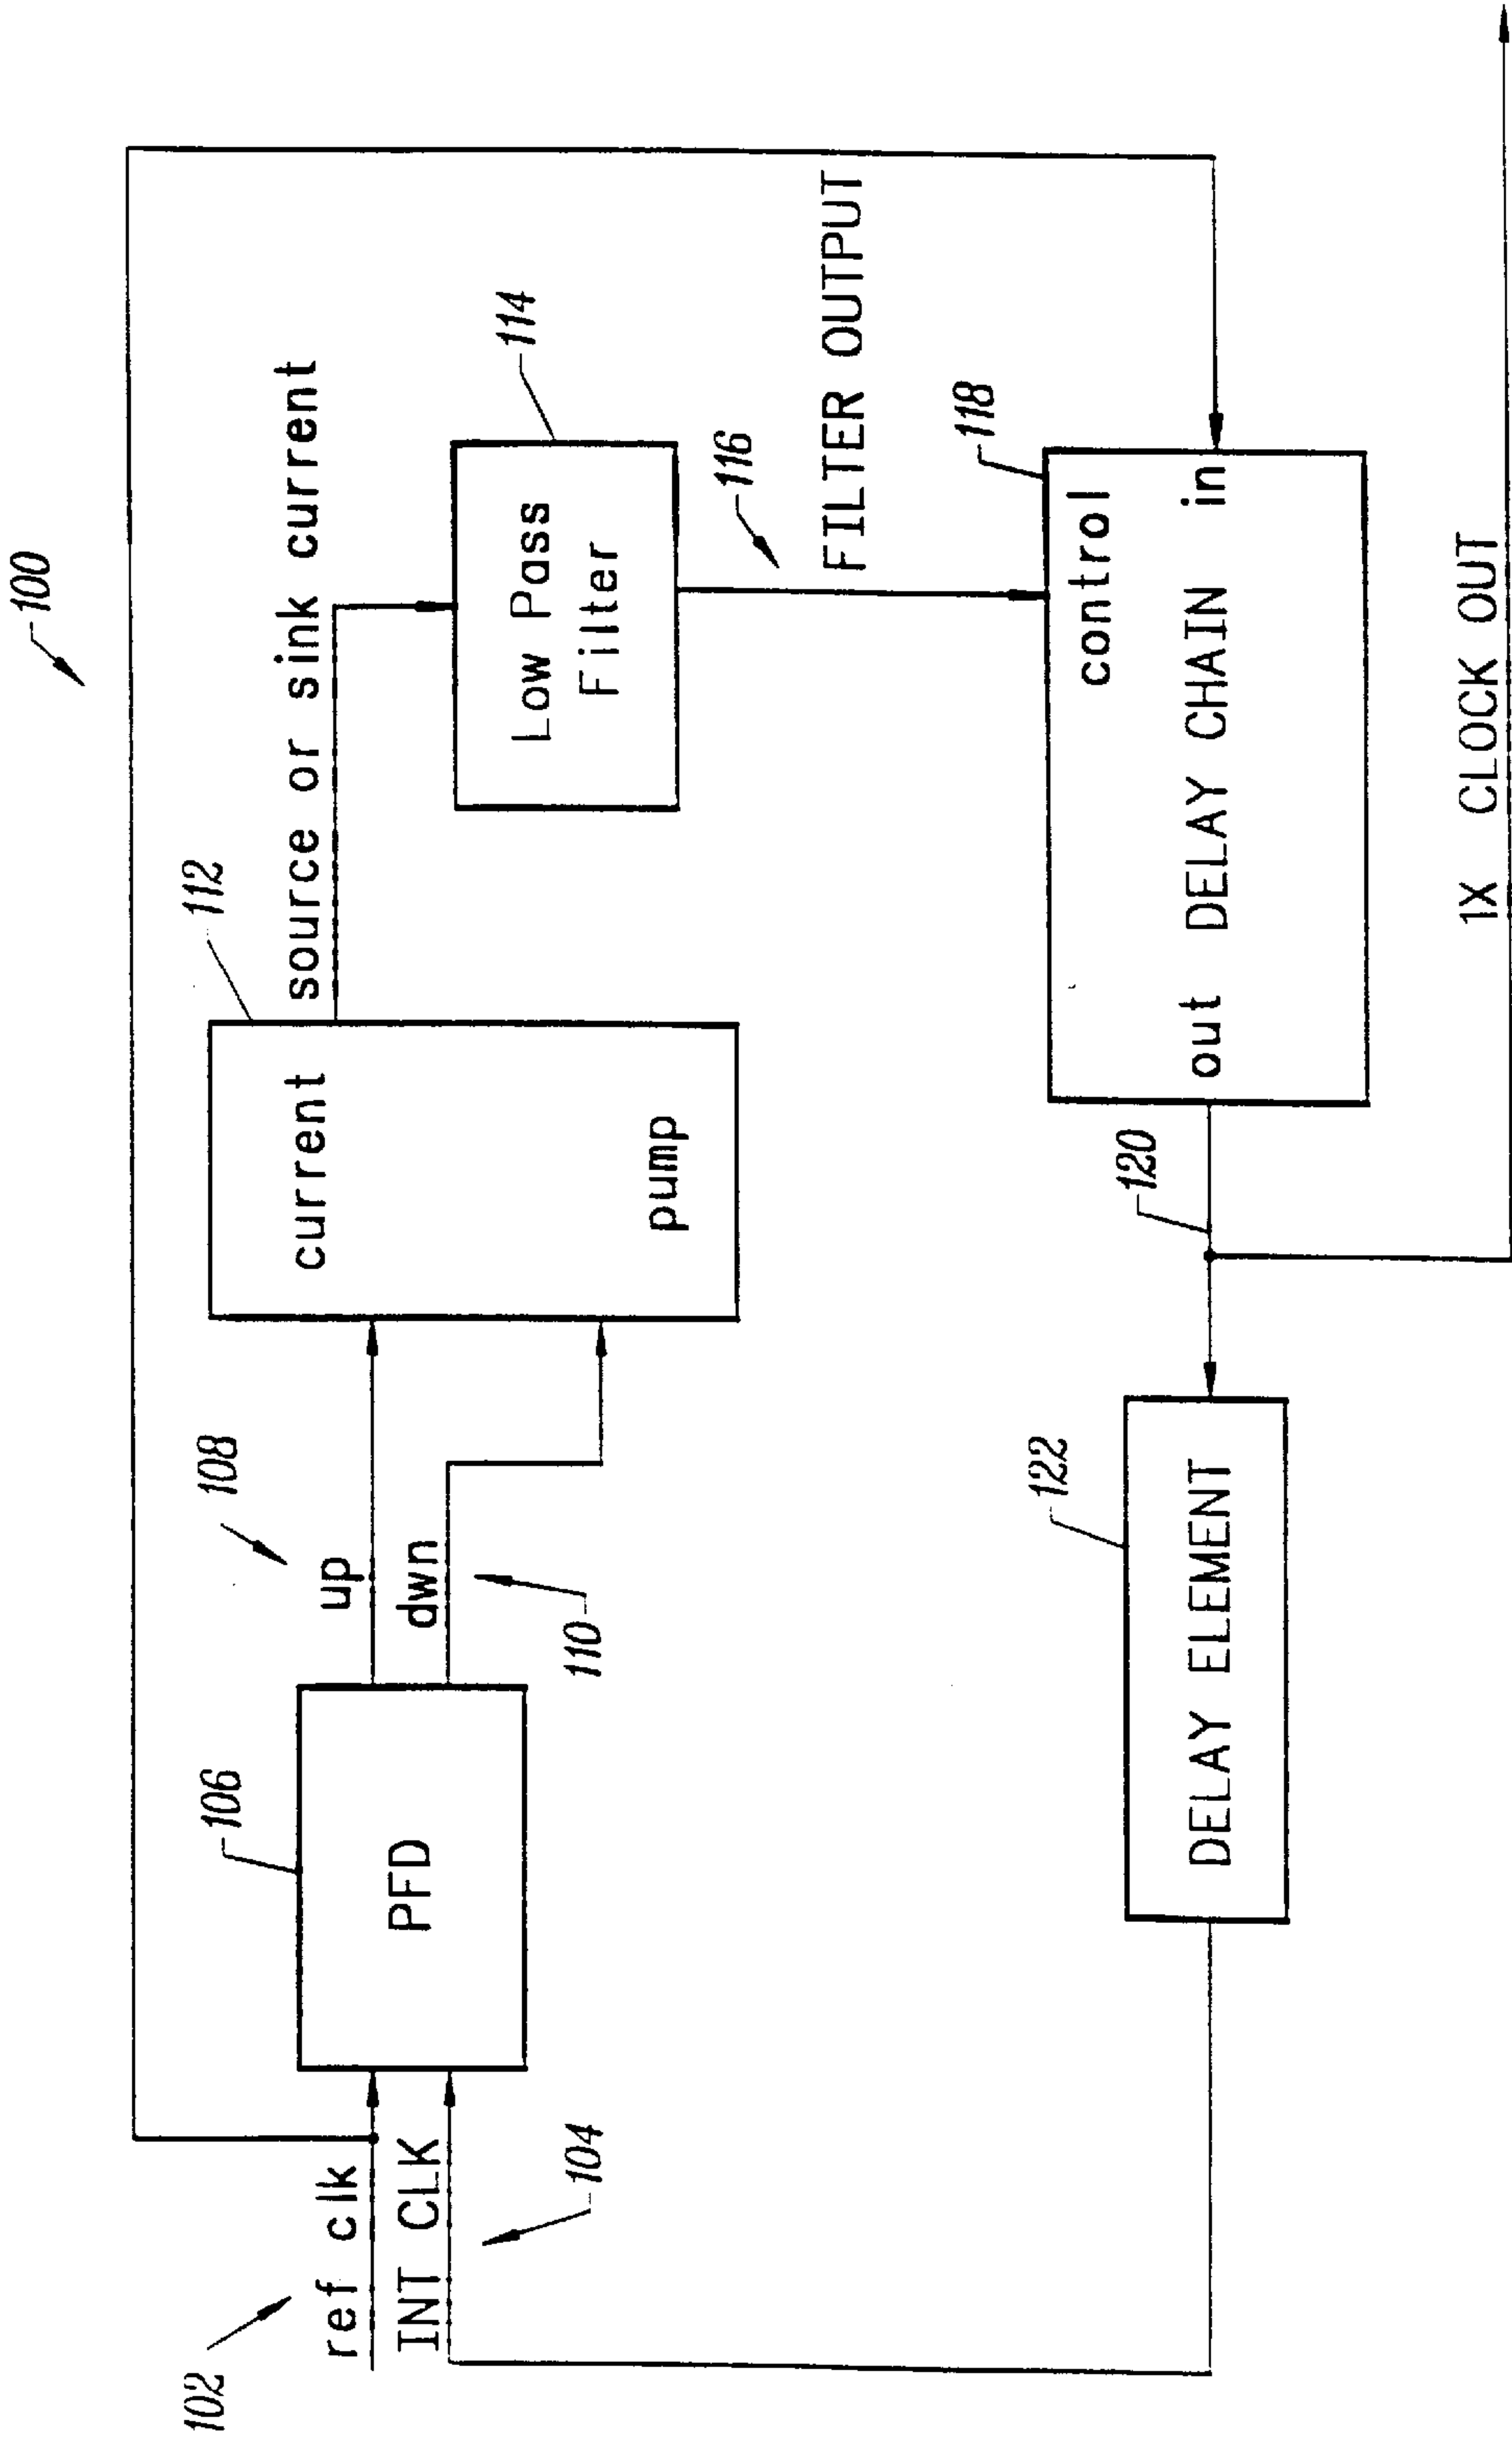 100
112
source or sink current
108
106
current
pump
up
dwn
110
PFD
102
ref clk
INT CLK
104
114
Low Pass
Filter
116
FILTER OUTPUT
118
control
out DELAY CHAIN in
120
122
DELAY ELEMENT
1X CLOCK OUT